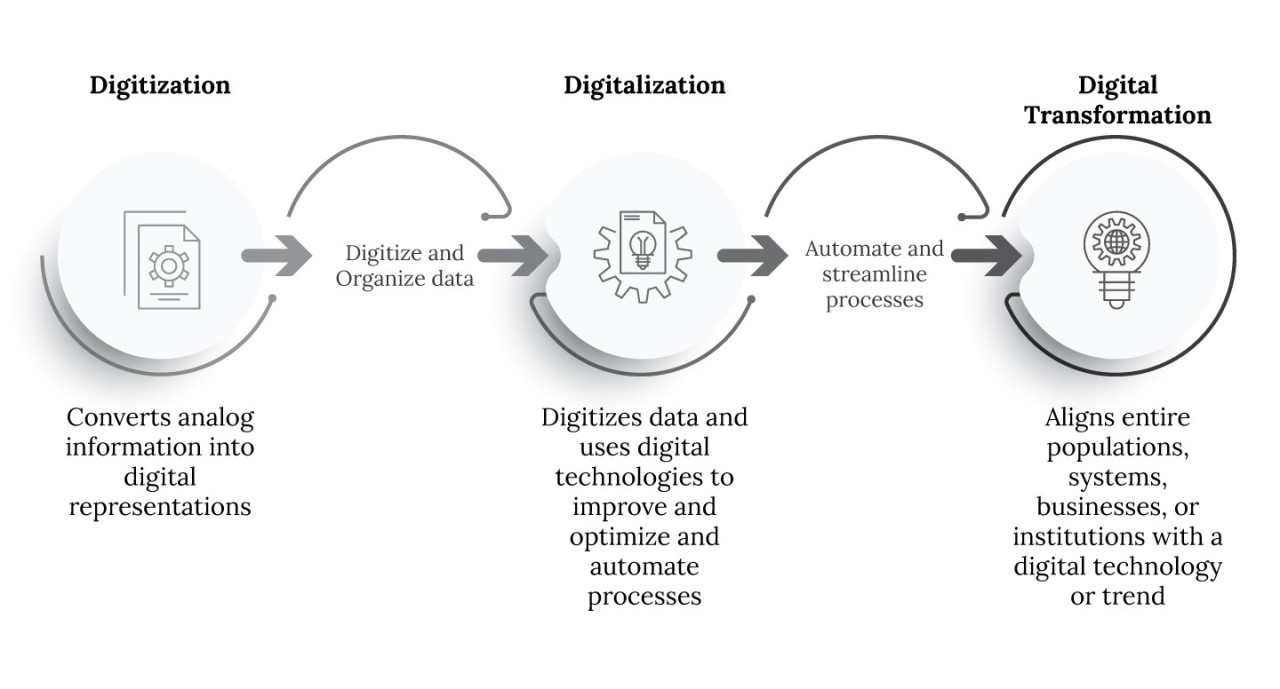 Digitization
Converts analog
information into
digital
representations
Digitize and
Organize data
Digitalization
Digitizes data and
uses digital
technologies to
improve and
optimize and
automate
processes
Automate and
streamline
processes
Digital
Transformation
Aligns entire
populations,
systems,
businesses, or
institutions with a
digital technology
or trend